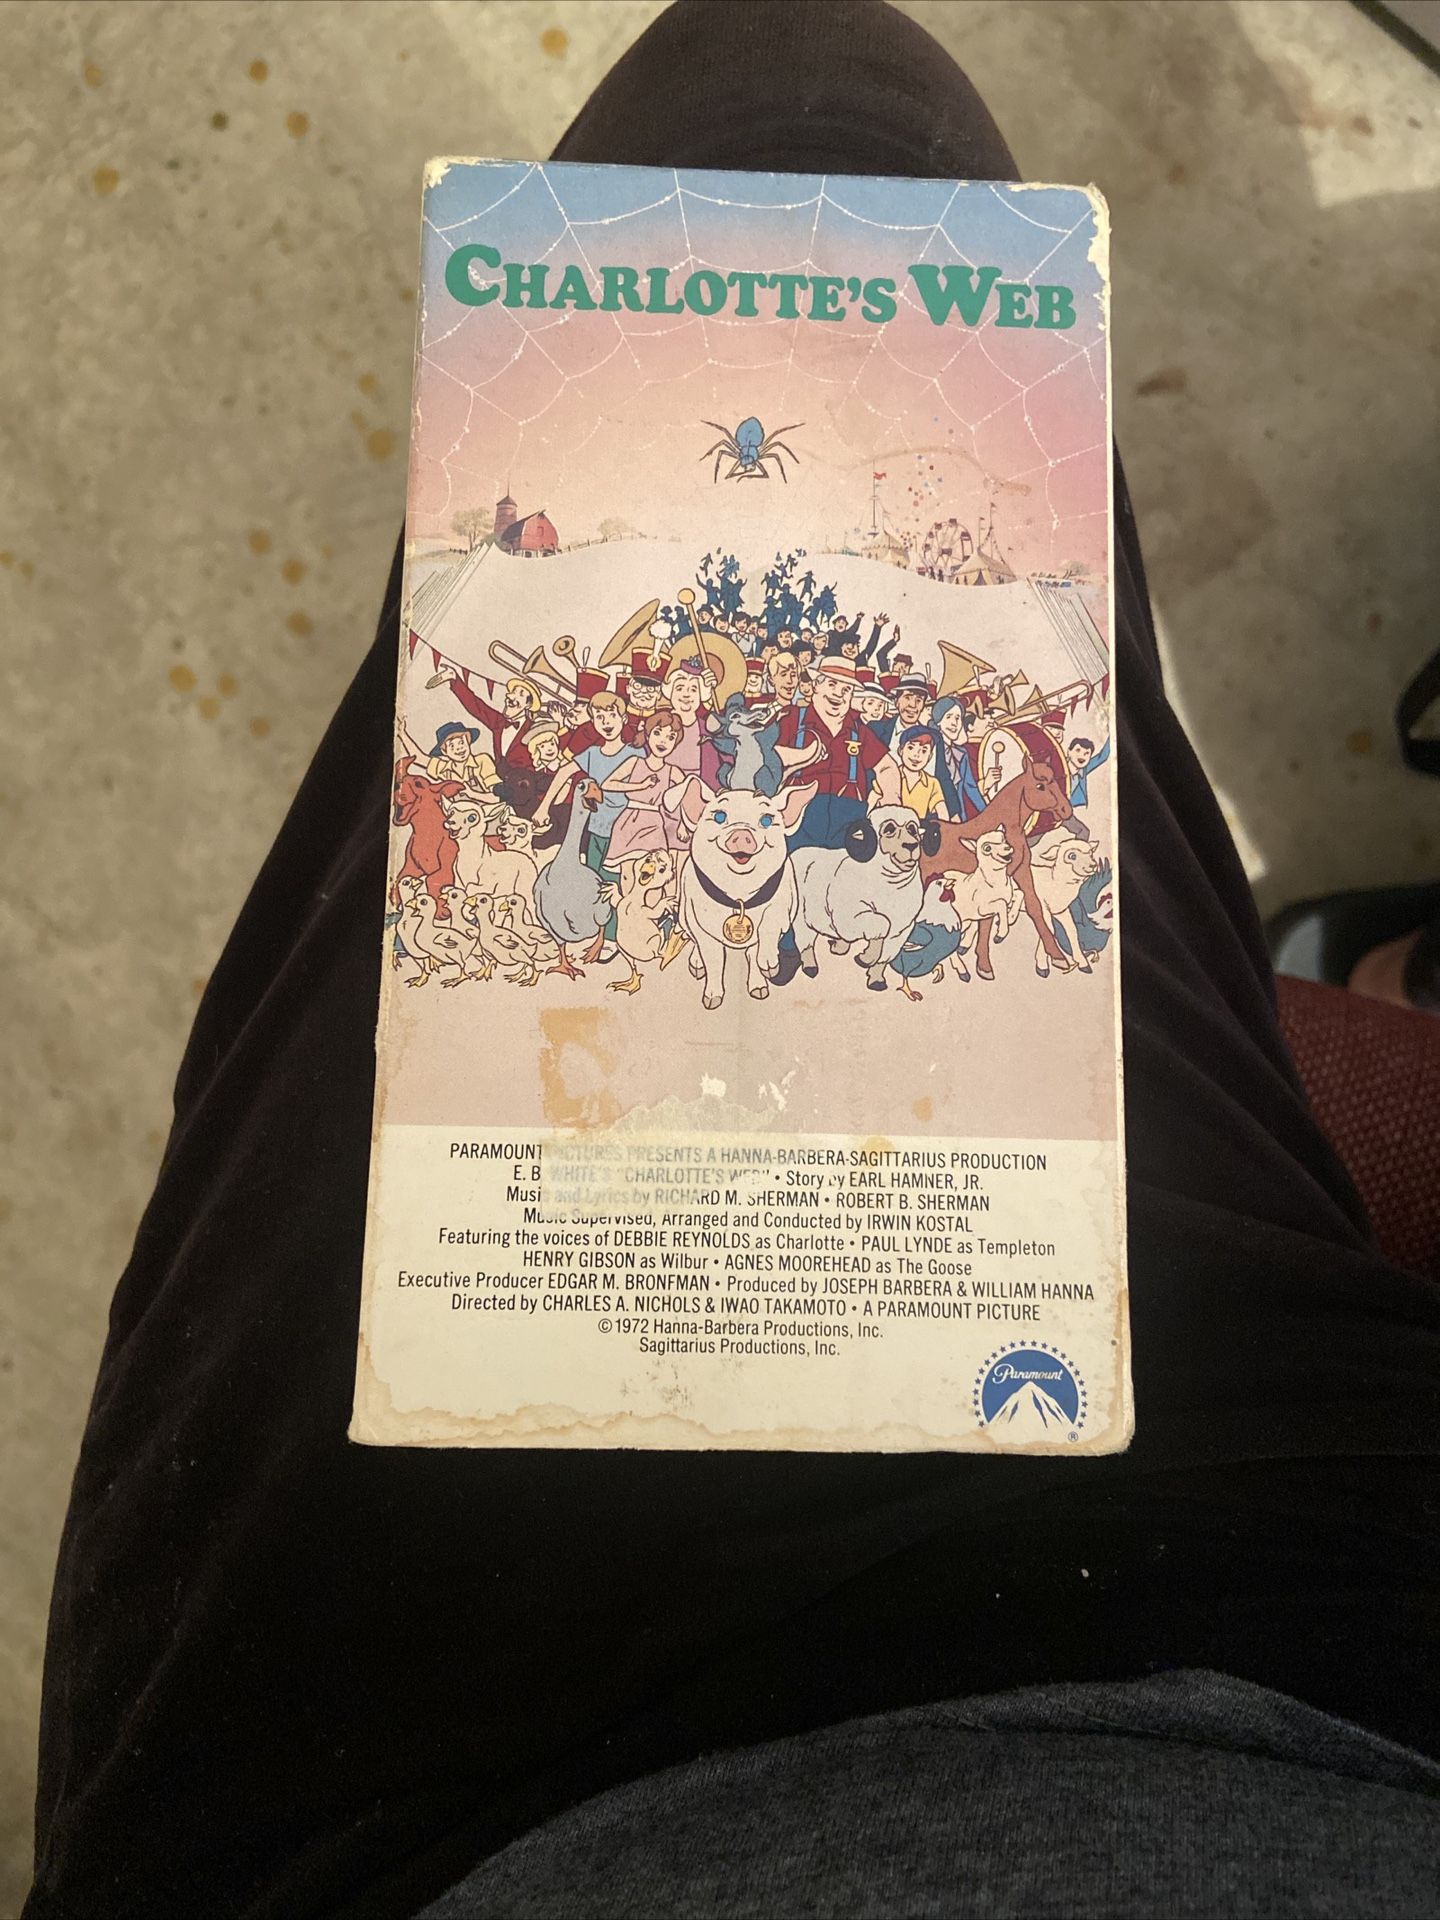 CHARLOTTE'S WEB
PARAMOUNT PICTURES PRESENTS A HANNA-BARBERA-SAGITTARIUS PRODUCTION
E. B WHITE'S "CHARLOTTE'S WEB" • Story by EARL HAMNER, JR.
Music and Lyrics by RICHARD M. SHERMAN • ROBERT B. SHERMAN
Music Supervised, Arranged and Conducted by IRWIN KOSTAL
Featuring the voices of DEBBIE REYNOLDS as Charlotte • PAUL LYNDE as Templeton
HENRY GIBSON as Wilbur • AGNES MOOREHEAD as The Goose
Executive Producer EDGAR M. BRONFMAN • Produced by JOSEPH BARBERA & WILLIAM HANNA
Directed by CHARLES A. NICHOLS & IWAO TAKAMOTO • A PARAMOUNT PICTURE
© 1972 Hanna-Barbera Productions, Inc.
Sagittarius Productions, Inc.
Paramount
®